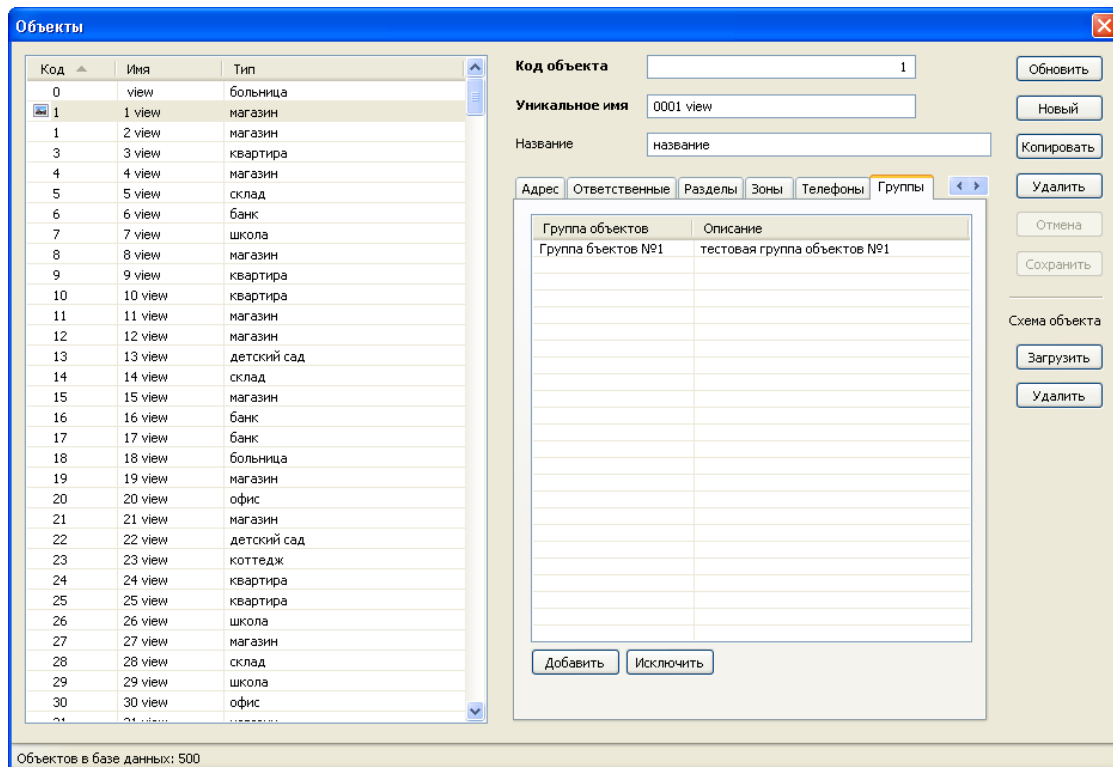 Объекты
Код Имя Тип
0 view больница
1 1 view магазин
1 2 view магазин
3 3 view квартира
4 4 view магазин
5 5 view склад
6 6 view банк
7 7 view школа
8 8 view магазин
9 9 view квартира
10 10 view квартира
11 11 view магазин
12 12 view магазин
13 13 view детский сад
14 14 view склад
15 15 view магазин
16 16 view банк
17 17 view банк
18 18 view больница
19 19 view магазин
20 20 view офис
21 21 view магазин
22 22 view детский сад
23 23 view коттедж
24 24 view квартира
25 25 view квартира
26 26 view школа
27 27 view магазин
28 28 view склад
29 29 view школа
30 30 view офис
Код объекта 1
Уникальное имя 0001 view
Название название
Адрес Ответственные Разделы Зоны Телефоны Группы
Группа объектов Описание
Группа бъектов №1 тестовая группа объектов №1
Добавить Исключить
Обновить
Новый
Копировать
Удалить
Отмена
Сохранить
Схема объекта
Загрузить
Удалить
Объектов в базе данных: 500